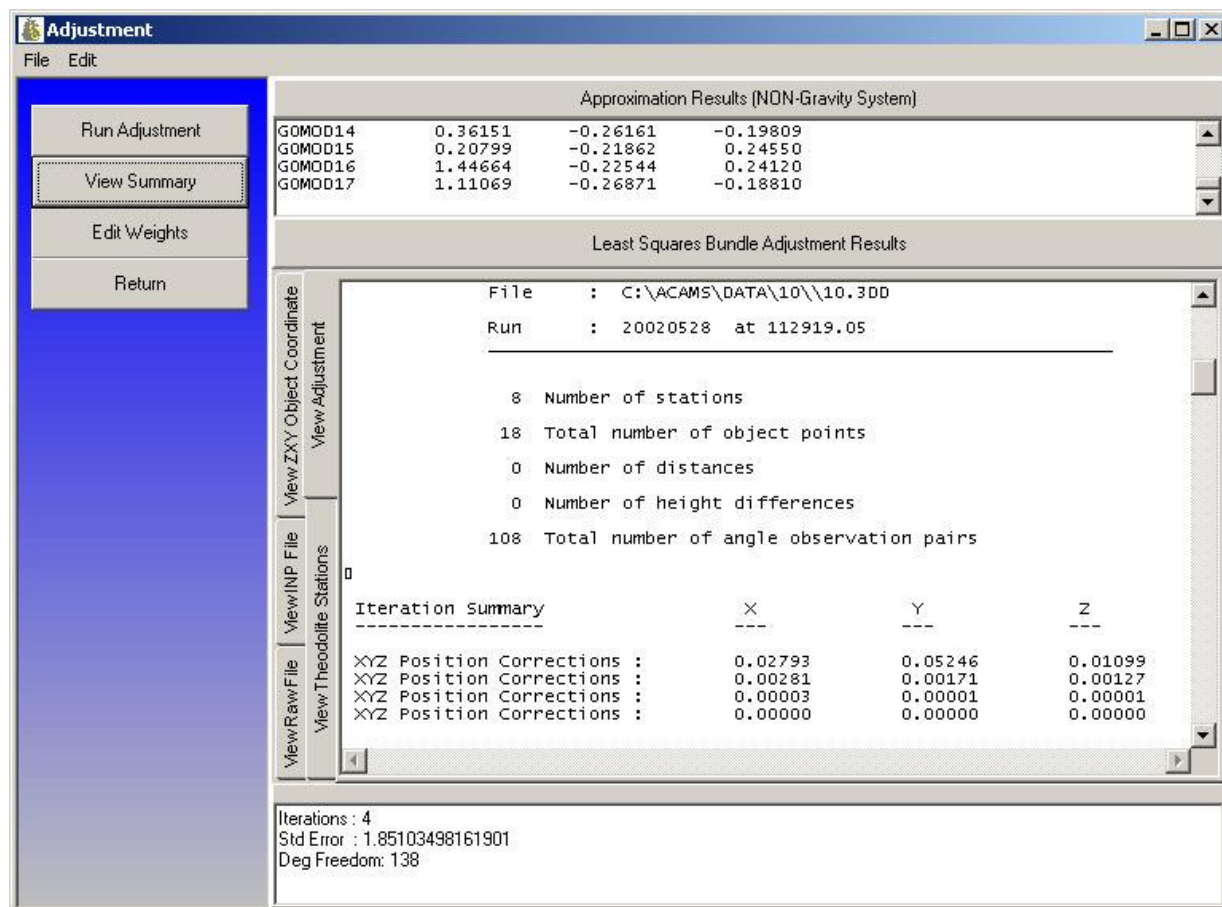 Adjustment
File Edit
Run Adjustment
View Summary
Edit Weights
Return
Approximation Results (NON-Gravity System)
GOMOD14 0.36151 -0.26161 -0.19809
GOMOD15 0.20799 -0.21862 0.24550
GOMOD16 1.44664 -0.22544 0.24120
GOMOD17 1.11069 -0.26871 -0.18810
Least Squares Bundle Adjustment Results
View ZXY Object Coordinate
View INP File
View Raw File
View Adjustment
View Theodolite Stations
File : C:\ACAMS\DATA\10\\10.3DD
Run : 20020528 at 112919.05
8 Number of stations
18 Total number of object points
0 Number of distances
0 Number of height differences
108 Total number of angle observation pairs
Iteration Summary X Y Z
----------------- --- --- ---
XYZ Position Corrections : 0.02793 0.05246 0.01099
XYZ Position Corrections : 0.00281 0.00171 0.00127
XYZ Position Corrections : 0.00003 0.00001 0.00001
XYZ Position Corrections : 0.00000 0.00000 0.00000
Iterations : 4
Std Error : 1.85103498161901
Deg Freedom: 138